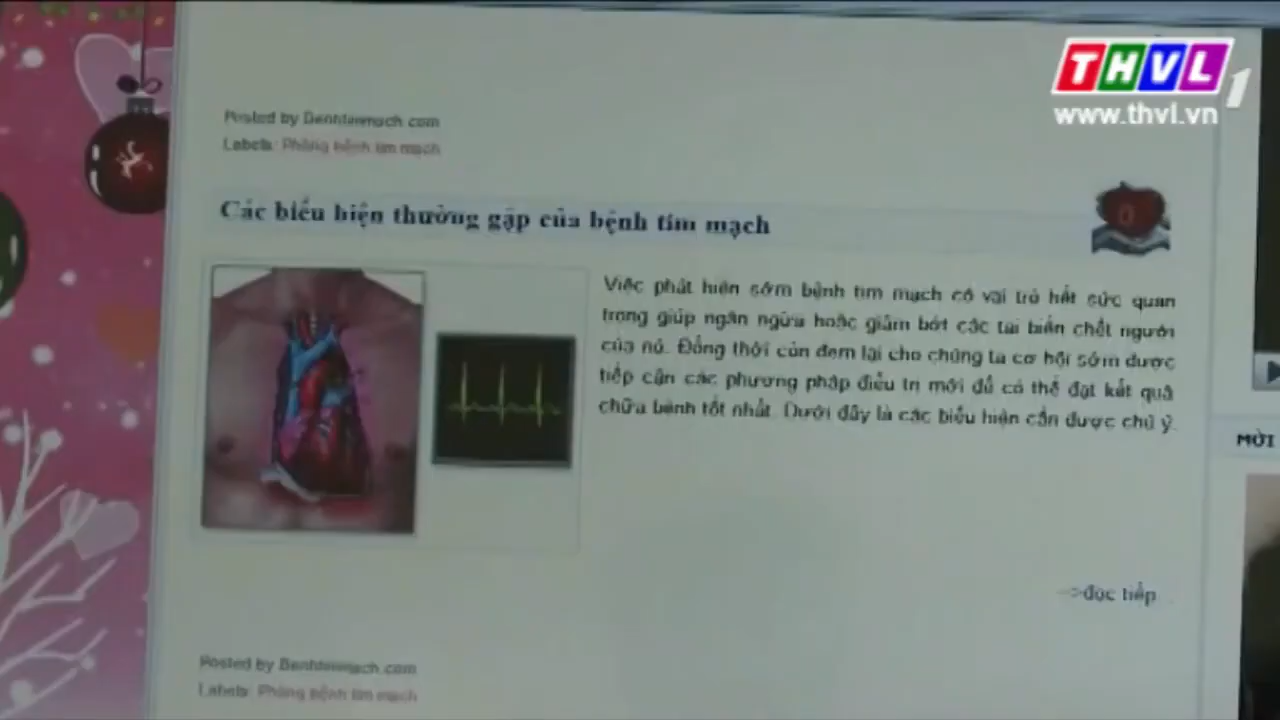 THVL1
www.thvl.vn
Posted by Benhtimmach.com
Labels: Phòng bệnh tim mạch
Các biểu hiện thường gặp của bệnh tim mạch
Việc phát hiện sớm bệnh tim mạch có vai trò hết sức quan
trọng giúp ngăn ngừa hoặc giảm bớt các tai biến chết người
của nó. Đồng thời còn đem lại cho chúng ta cơ hội sớm được
tiếp cận các phương pháp điều trị mới để có thể đạt kết quả
chữa bệnh tốt nhất. Dưới đây là các biểu hiện cần được chú ý.
MỜI
-->đọc tiếp
Posted by Benhtimmach.com
Labels: Phòng bệnh tim mạch